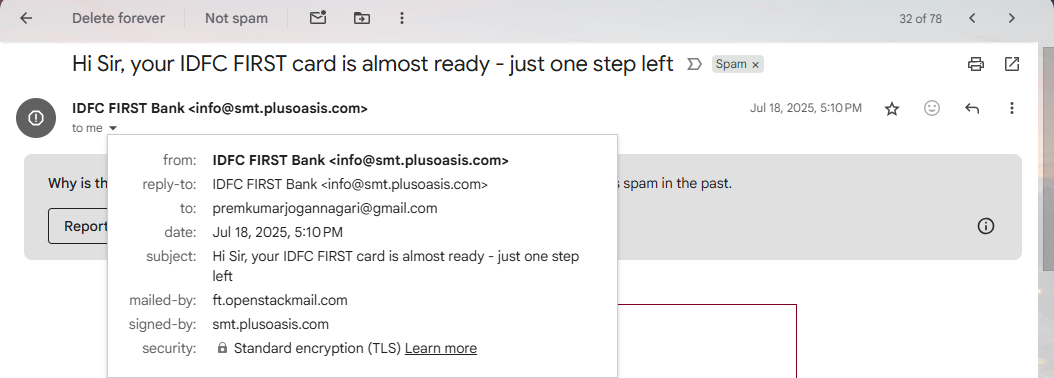 Delete forever Not spam 32 of 78
Hi Sir, your IDFC FIRST card is almost ready - just one step left Spam ×
IDFC FIRST Bank <info@smt.plusoasis.com> Jul 18, 2025, 5:10 PM
to me
from: IDFC FIRST Bank <info@smt.plusoasis.com>
Why is th s spam in the past.
reply-to: IDFC FIRST Bank <info@smt.plusoasis.com>
to: premkumarjogannagari@gmail.com
Report
date: Jul 18, 2025, 5:10 PM
subject: Hi Sir, your IDFC FIRST card is almost ready - just one step
left
mailed-by: ft.openstackmail.com
signed-by: smt.plusoasis.com
security: Standard encryption (TLS) Learn more